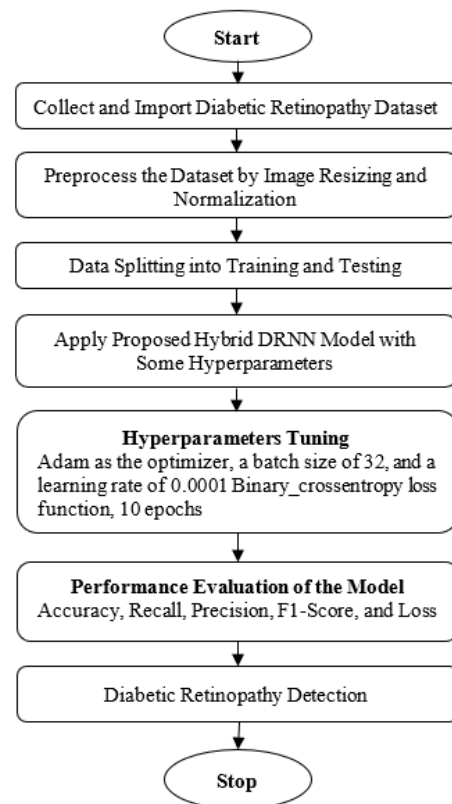 Start
Collect and Import Diabetic Retinopathy Dataset
Preprocess the Dataset by Image Resizing and
Normalization
Data Splitting into Training and Testing
Apply Proposed Hybrid DRNN Model with
Some Hyperparameters
Hyperparameters Tuning
Adam as the optimizer, a batch size of 32, and a
learning rate of 0.0001 Binary_crossentropy loss
function, 10 epochs
Performance Evaluation of the Model
Accuracy, Recall, Precision, F1-Score, and Loss
Diabetic Retinopathy Detection
Stop